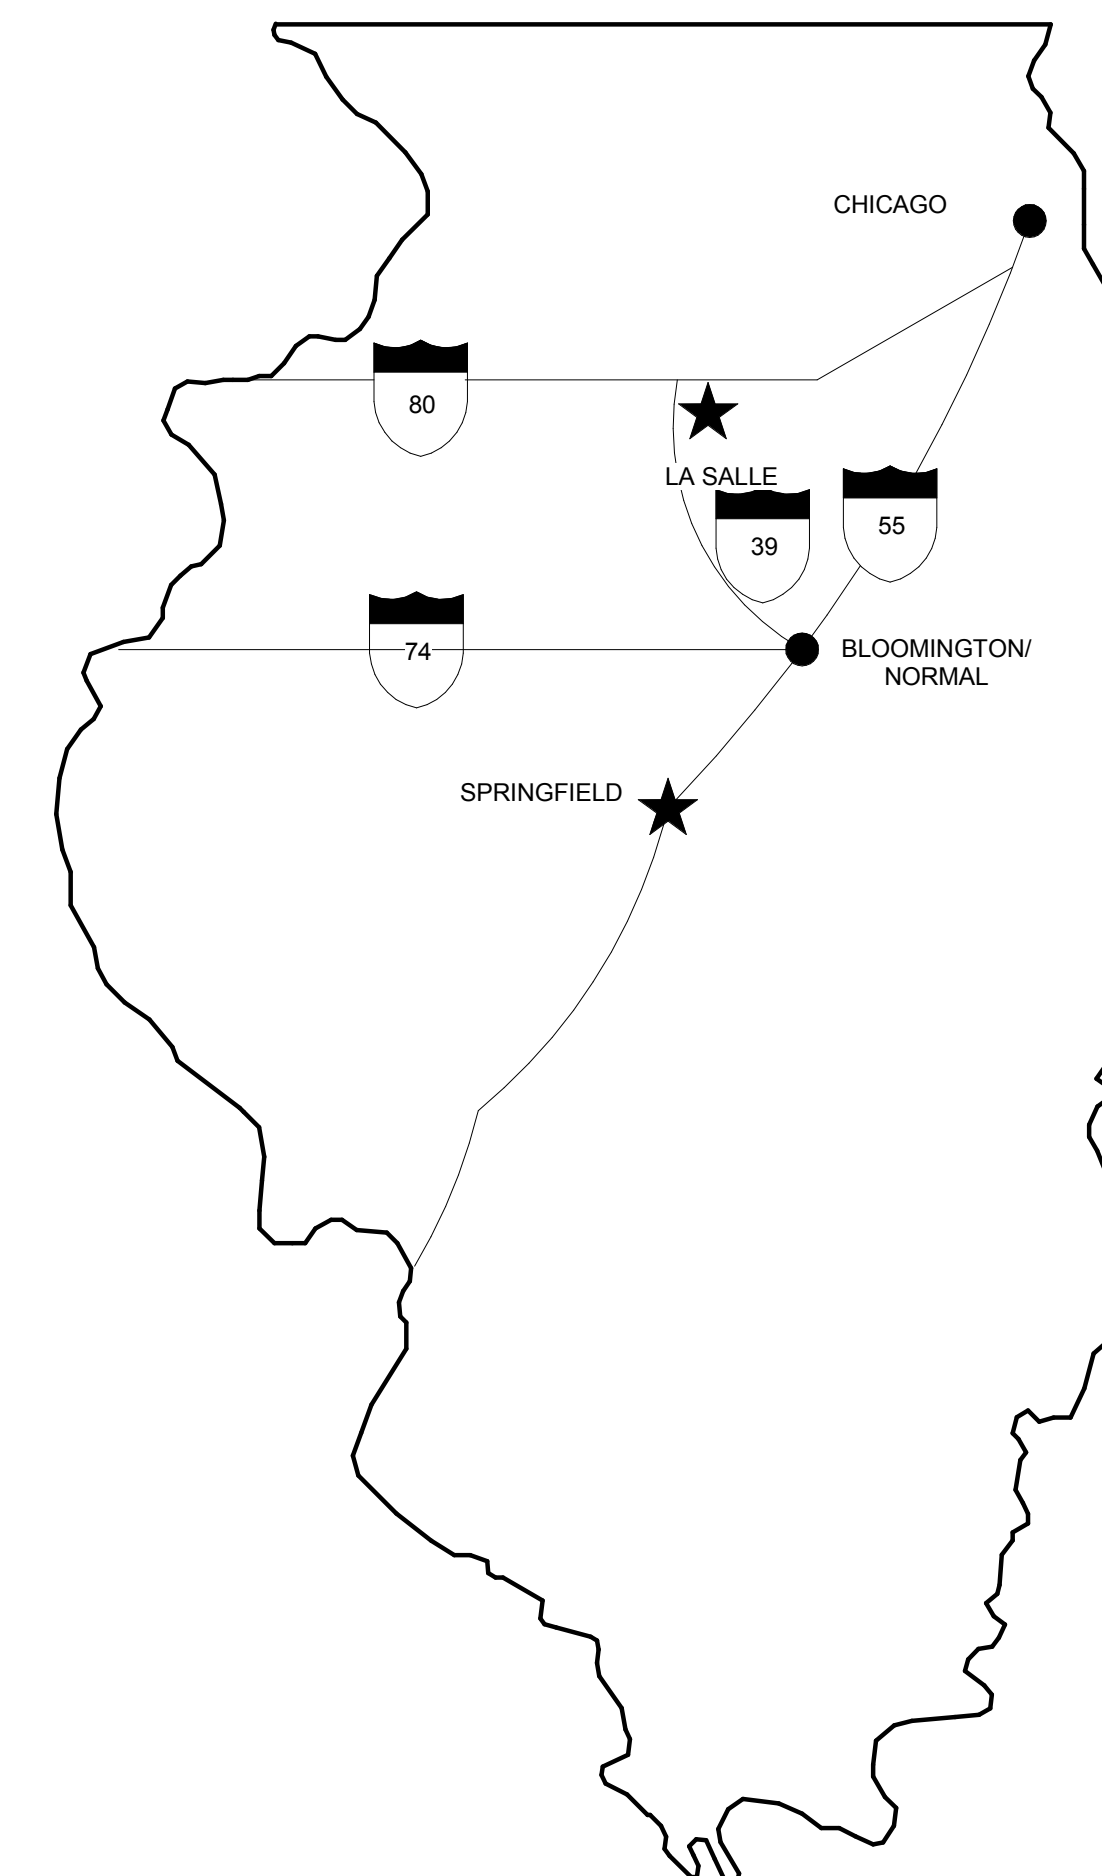 CHICAGO
80
LA SALLE
55
39
74
BLOOMINGTON/
NORMAL
SPRINGFIELD